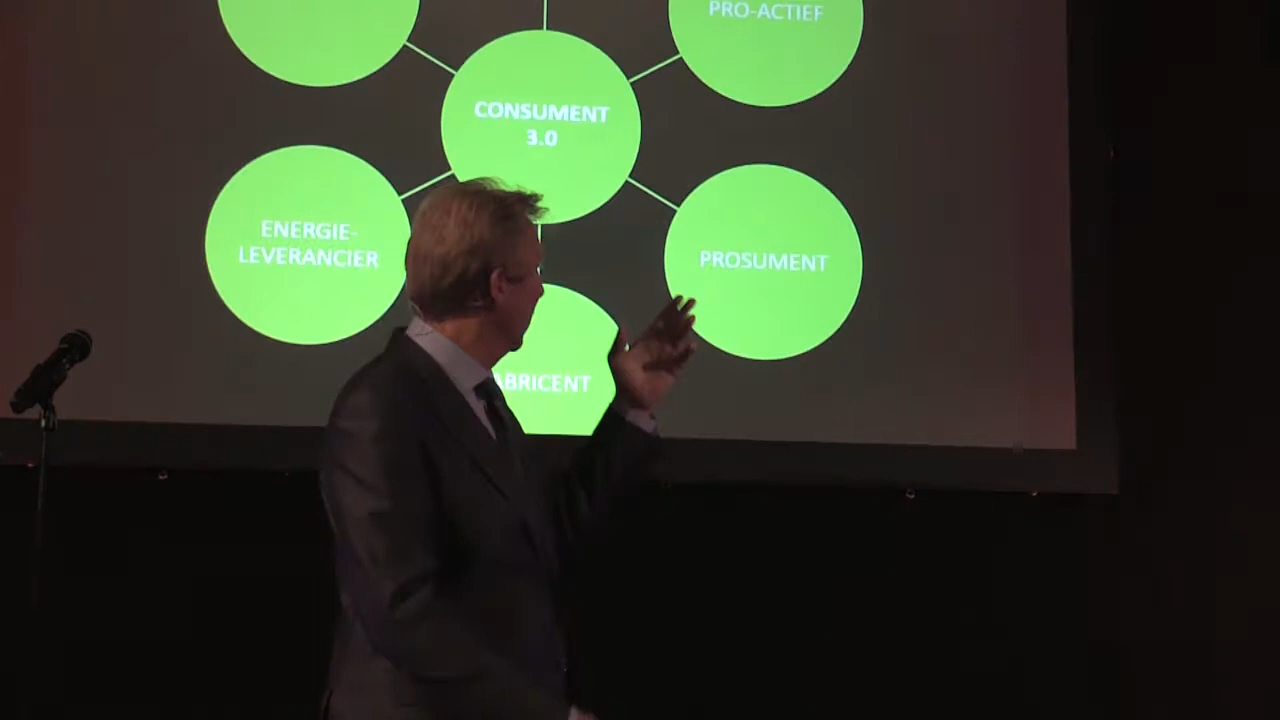 PRO-ACTIEF
CONSUMENT
3.0
ENERGIE-
LEVERANCIER
PROSUMENT
ABRICENT